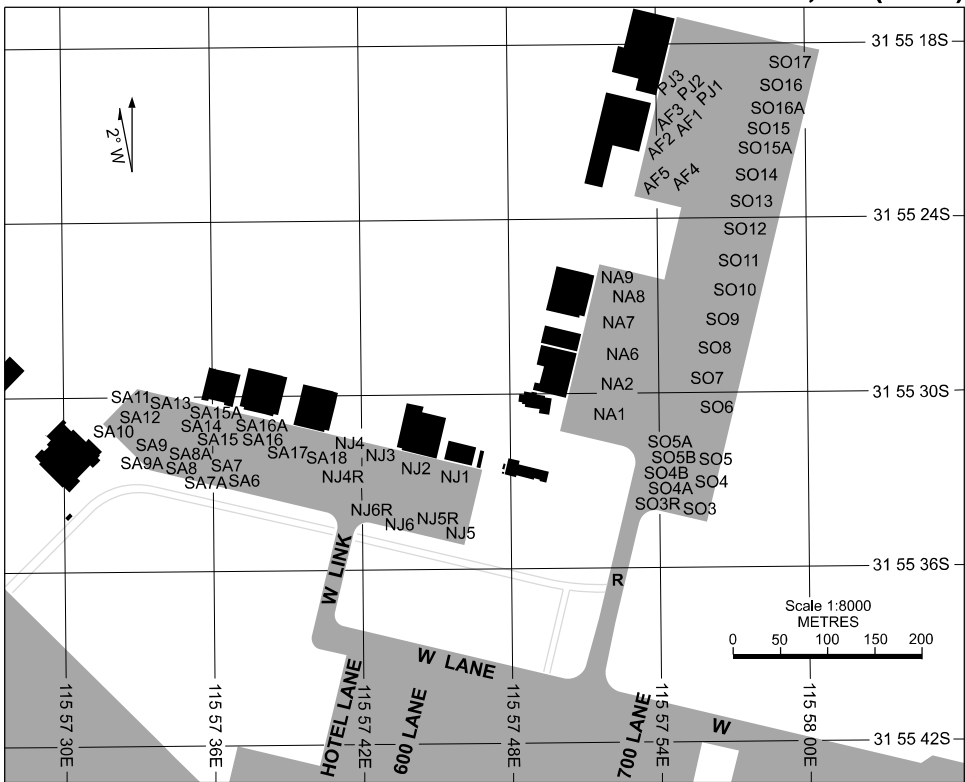 31 55 18S
SO17
SO16
SO16A
SO15
SO15A
SO14
SO13
SO12
SO11
SO10
SO9
SO8
SO7
SO6
SO5
SO4
SO3
PJ3
PJ2
PJ1
AF3
AF1
AF2
AF5
AF4
2° W
31 55 24S
NA9
NA8
NA7
NA6
NA2
NA1
31 55 30S
SO5A
SO5B
SO4B
SO4A
SO3R
SA11
SA13
SA12
SA15A
SA10
SA14
SA16A
SA9
SA15
SA16
SA9A
SA8A
SA17
SA8
SA7
SA18
SA7A
SA6
NJ4
NJ3
NJ4R
NJ2
NJ1
NJ6R
NJ6
NJ5R
NJ5
31 55 36S
W LINK
R
Scale 1:8000
METRES
0 50 100 150 200
W LANE
HOTEL LANE
600 LANE
700 LANE
W
115 57 30E
115 57 36E
115 57 42E
115 57 48E
115 57 54E
115 58 00E
31 55 42S